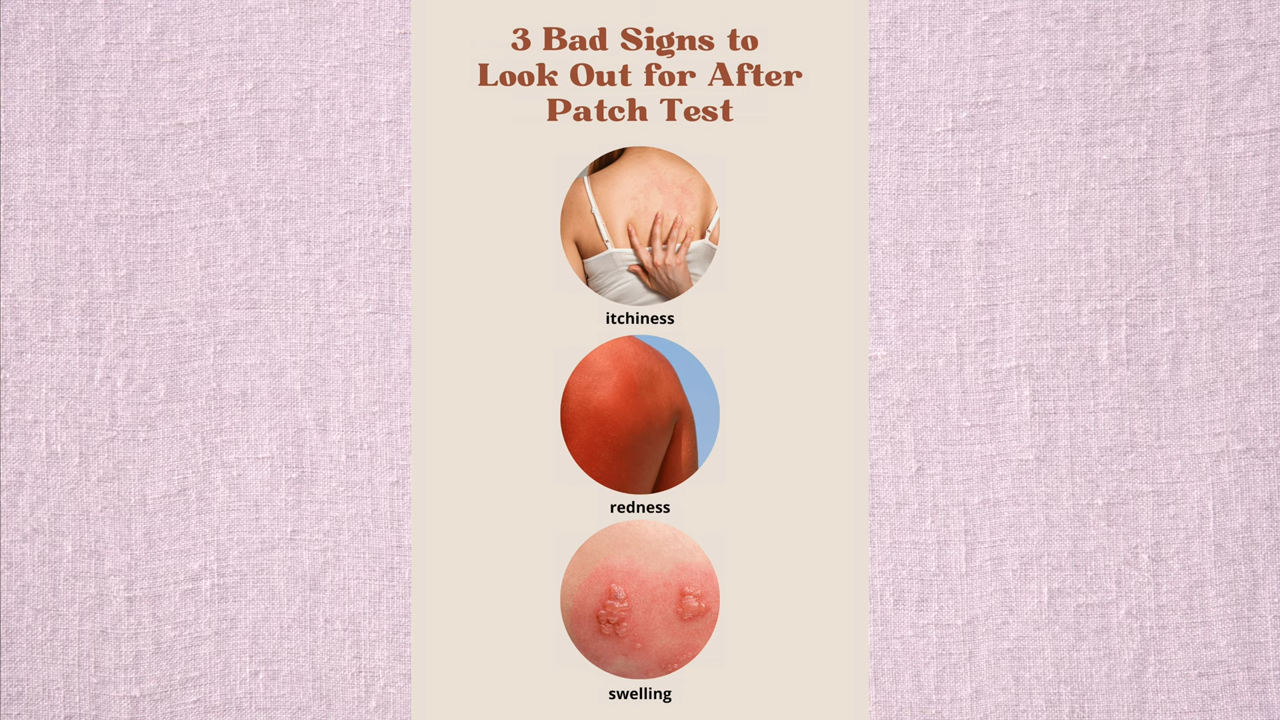 3 Bad Signs to
Look Out for After
Patch Test
itchiness
redness
swelling